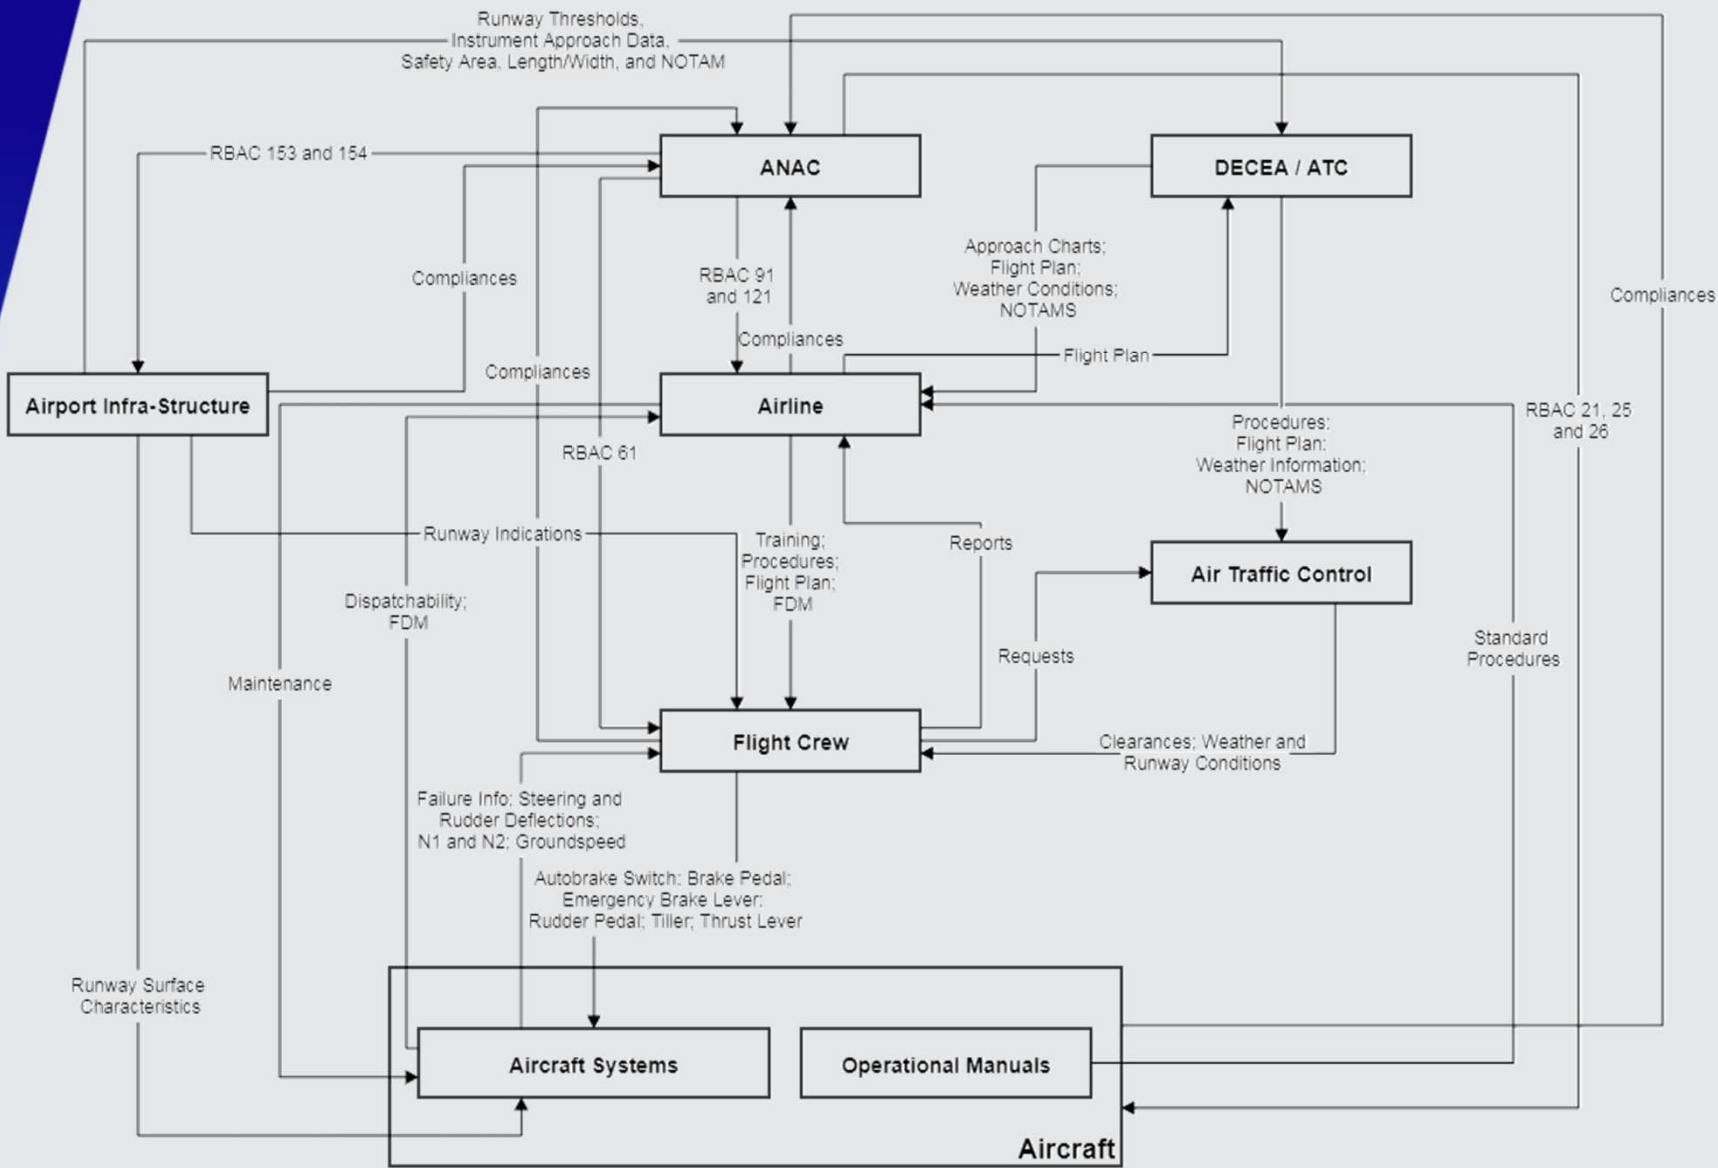 Runway Thresholds,
Instrument Approach Data,
Safety Area, Length/Width, and NOTAM
RBAC 153 and 154
ANAC
DECEA / ATC
Compliances
RBAC 91
and 121
Approach Charts;
Flight Plan;
Weather Conditions;
NOTAMS
Compliances
Compliances
Flight Plan
Compliances
Airport Infra-Structure
Airline
RBAC 21, 25
and 26
RBAC 61
Procedures;
Flight Plan;
Weather Information;
NOTAMS
Runway Indications
Training;
Procedures;
Flight Plan;
FDM
Reports
Air Traffic Control
Dispatchability;
FDM
Requests
Standard
Procedures
Maintenance
Flight Crew
Clearances; Weather and
Runway Conditions
Failure Info; Steering and
Rudder Deflections;
N1 and N2; Groundspeed
Autobrake Switch; Brake Pedal;
Emergency Brake Lever;
Rudder Pedal; Tiller; Thrust Lever
Runway Surface
Characteristics
Aircraft Systems
Operational Manuals
Aircraft